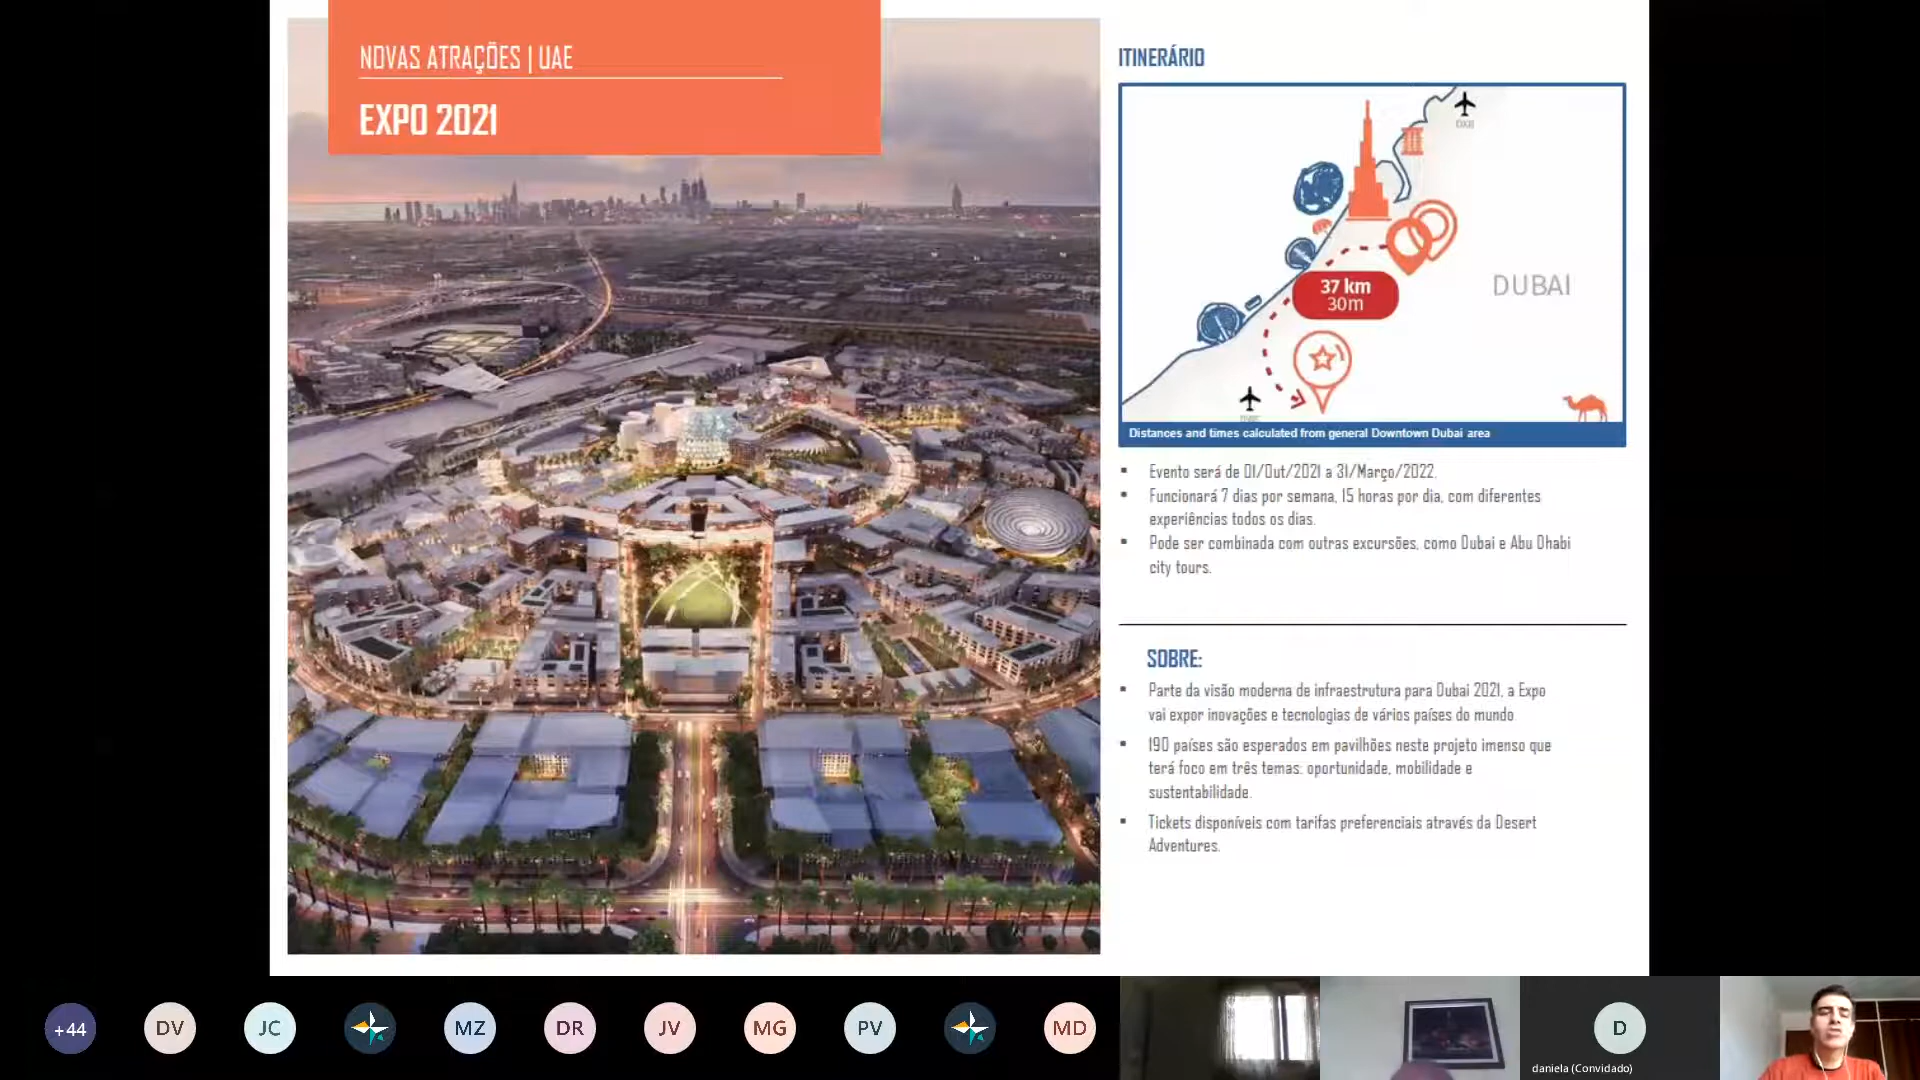 NOVAS ATRAÇÕES | UAE
EXPO 2021
ITINERÁRIO
DXB
37 km
30m
DUBAI
Distances and times calculated from general Downtown Dubai area
▪ Evento será de 01/Out/2021 a 31/Março/2022.
▪ Funcionará 7 dias por semana, 15 horas por dia, com diferentes
experiências todos os dias.
▪ Pode ser combinada com outras excursões, como Dubai e Abu Dhabi
city tours.
SOBRE:
▪ Parte da visão moderna de infraestrutura para Dubai 2021, a Expo
vai expor inovações e tecnologias de vários países do mundo
▪ 190 países são esperados em pavilhões neste projeto imenso que
terá foco em três temas: oportunidade, mobilidade e
sustentabilidade.
▪ Tickets disponíveis com tarifas preferenciais através da Desert
Adventures.
+44
DV
JC
MZ
DR
JV
MG
PV
MD
D
daniela (Convidado)